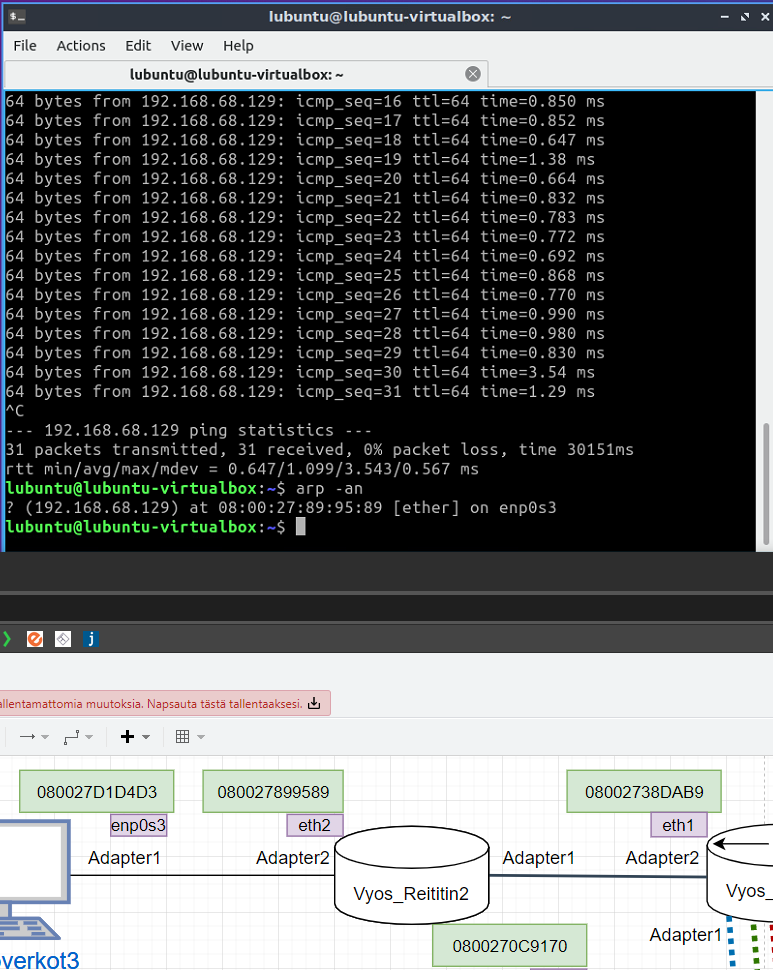 lubuntu@lubuntu-virtualbox: ~
File Actions Edit View Help
lubuntu@lubuntu-virtualbox: ~
64 bytes from 192.168.68.129: icmp_seq=16 ttl=64 time=0.850 ms
64 bytes from 192.168.68.129: icmp_seq=17 ttl=64 time=0.852 ms
64 bytes from 192.168.68.129: icmp_seq=18 ttl=64 time=0.647 ms
64 bytes from 192.168.68.129: icmp_seq=19 ttl=64 time=1.38 ms
64 bytes from 192.168.68.129: icmp_seq=20 ttl=64 time=0.664 ms
64 bytes from 192.168.68.129: icmp_seq=21 ttl=64 time=0.832 ms
64 bytes from 192.168.68.129: icmp_seq=22 ttl=64 time=0.783 ms
64 bytes from 192.168.68.129: icmp_seq=23 ttl=64 time=0.772 ms
64 bytes from 192.168.68.129: icmp_seq=24 ttl=64 time=0.692 ms
64 bytes from 192.168.68.129: icmp_seq=25 ttl=64 time=0.868 ms
64 bytes from 192.168.68.129: icmp_seq=26 ttl=64 time=0.770 ms
64 bytes from 192.168.68.129: icmp_seq=27 ttl=64 time=0.990 ms
64 bytes from 192.168.68.129: icmp_seq=28 ttl=64 time=0.980 ms
64 bytes from 192.168.68.129: icmp_seq=29 ttl=64 time=0.830 ms
64 bytes from 192.168.68.129: icmp_seq=30 ttl=64 time=3.54 ms
64 bytes from 192.168.68.129: icmp_seq=31 ttl=64 time=1.29 ms
^C
--- 192.168.68.129 ping statistics ---
31 packets transmitted, 31 received, 0% packet loss, time 30151ms
rtt min/avg/max/mdev = 0.647/1.099/3.543/0.567 ms
lubuntu@lubuntu-virtualbox:~$ arp -an
? (192.168.68.129) at 08:00:27:89:95:89 [ether] on enp0s3
lubuntu@lubuntu-virtualbox:~$
allentamattomia muutoksia. Napsauta tästä tallentaaksesi.
080027D1D4D3 080027899589 08002738DAB9
enp0s3 eth2 eth1
Adapter1 Adapter2 Adapter1 Adapter2
Vyos_Reititin2 Vyos_
Adapter1
0800270C9170
verkot3